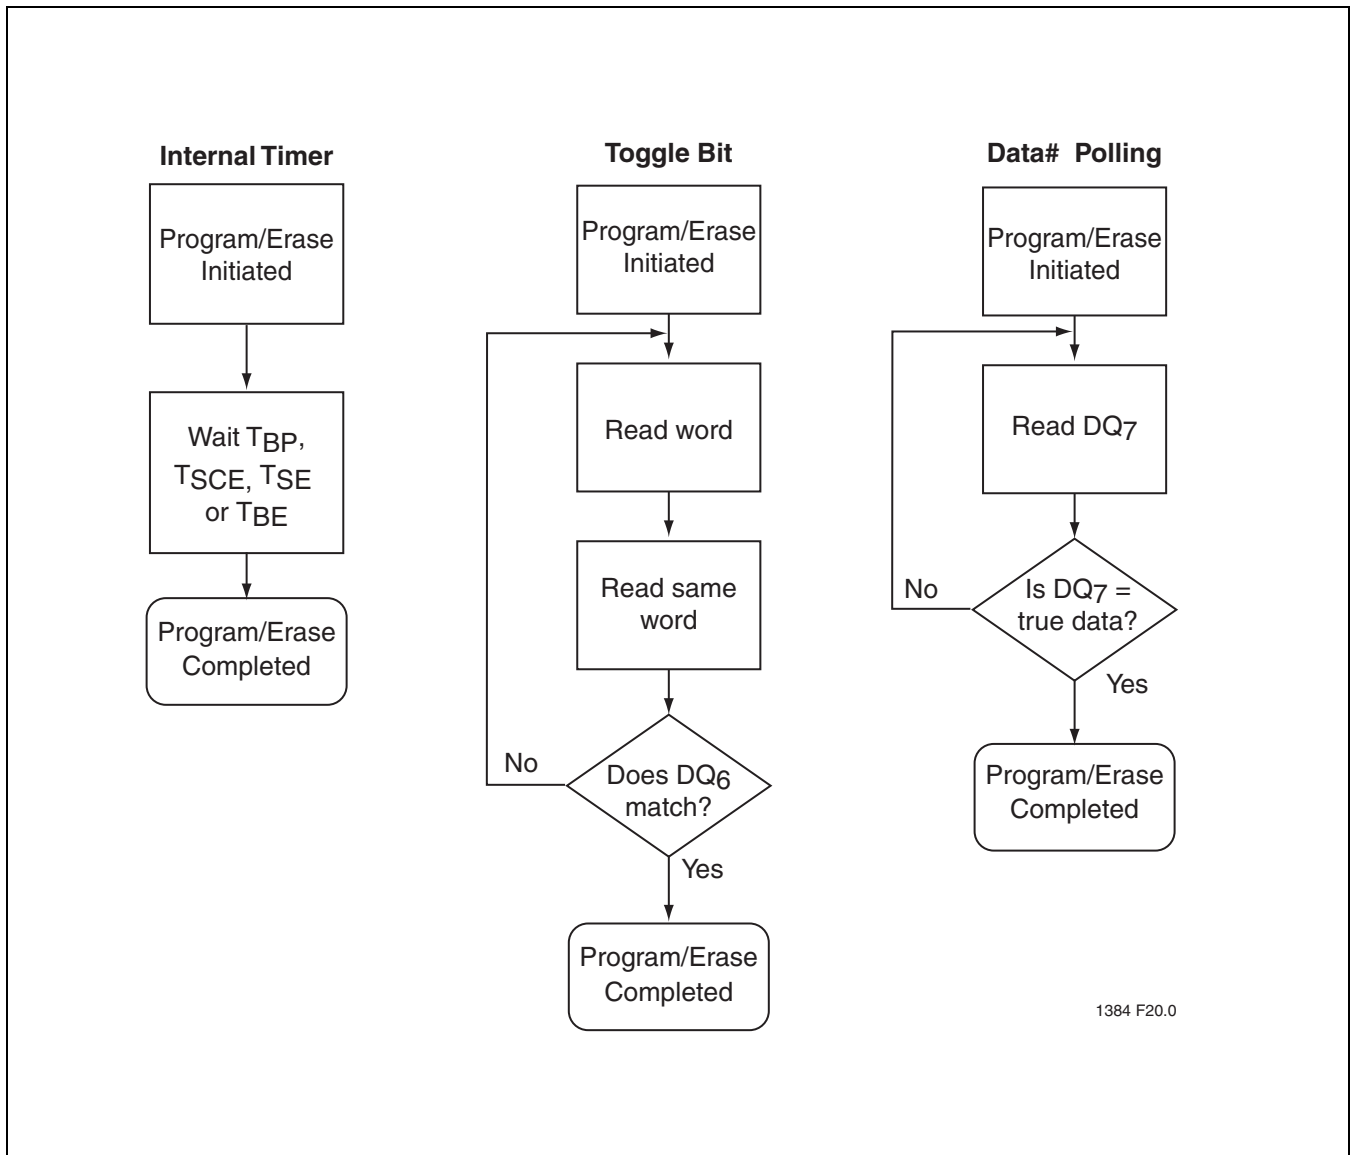 Internal Timer
Program/Erase
Initiated
Wait TBP,
TSCE, TSE
or TBE
Program/Erase
Completed
Toggle Bit
Program/Erase
Initiated
Read word
Read same
word
No
Does DQ6
match?
Yes
Program/Erase
Completed
Data# Polling
Program/Erase
Initiated
Read DQ7
No
Is DQ7 =
true data?
Yes
Program/Erase
Completed
1384 F20.0